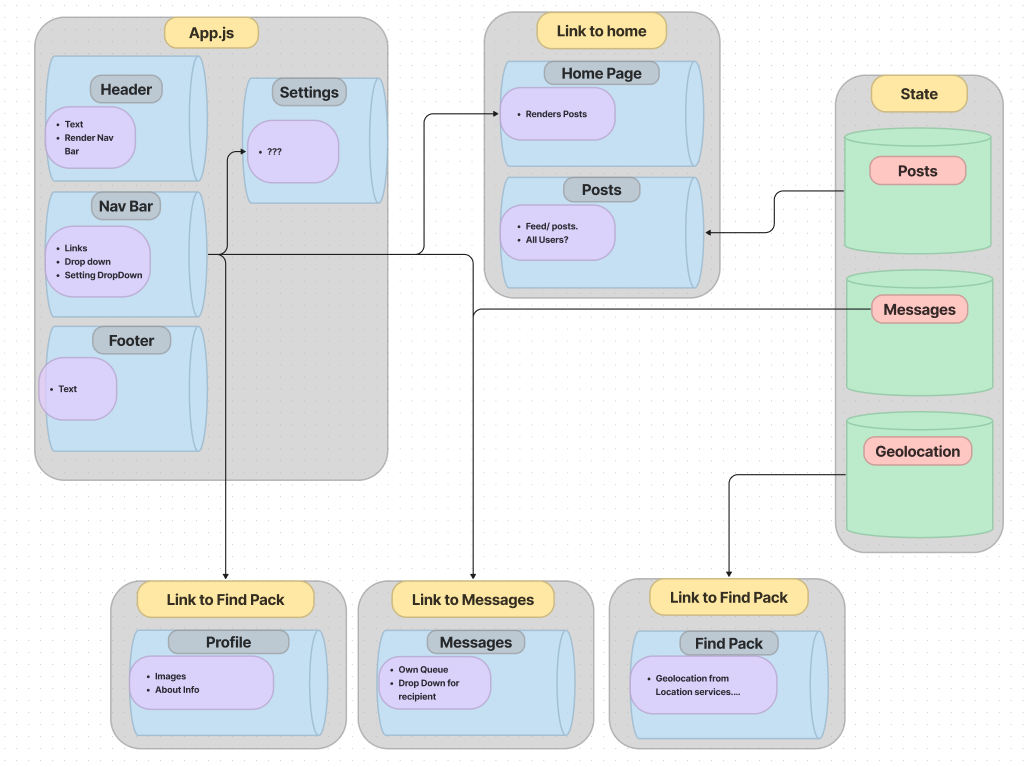 App.js
Header
• Text
• Render Nav
Bar
Settings
• ???
Nav Bar
• Links
• Drop down
• Setting DropDown
Footer
• Text
Link to home
Home Page
• Renders Posts
Posts
• Feed/ posts.
• All Users?
State
Posts
Messages
Geolocation
Link to Find Pack
Profile
• Images
• About Info
Link to Messages
Messages
• Own Queue
• Drop Down for
recipient
Link to Find Pack
Find Pack
• Geolocation from
Location services....